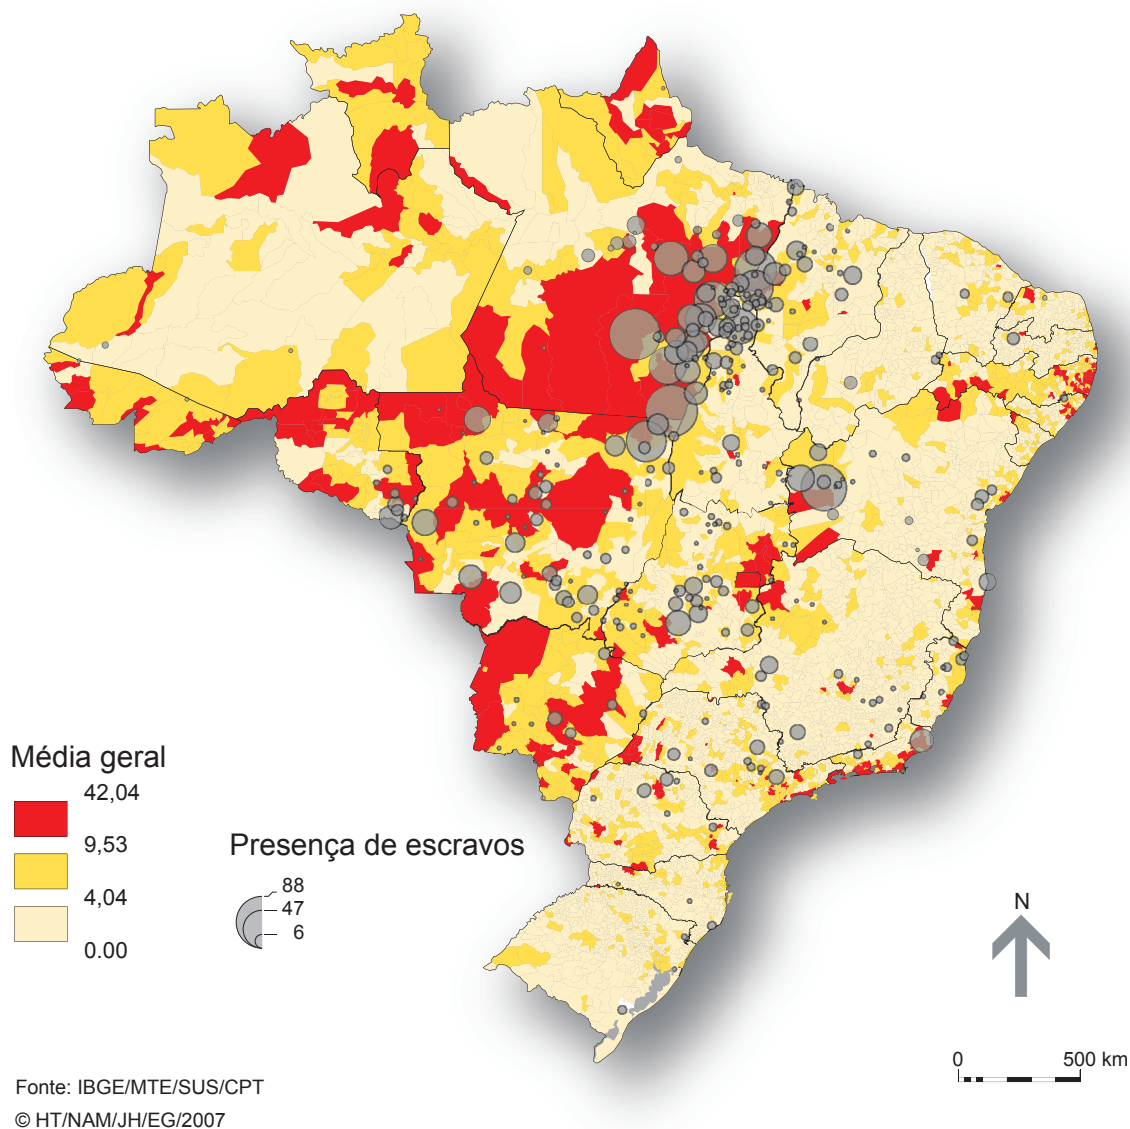 Média geral
42,04
9,53
4,04
0.00
Presença de escravos
88
47
6
N
0 500 km
Fonte: IBGE/MTE/SUS/CPT
© HT/NAM/JH/EG/2007